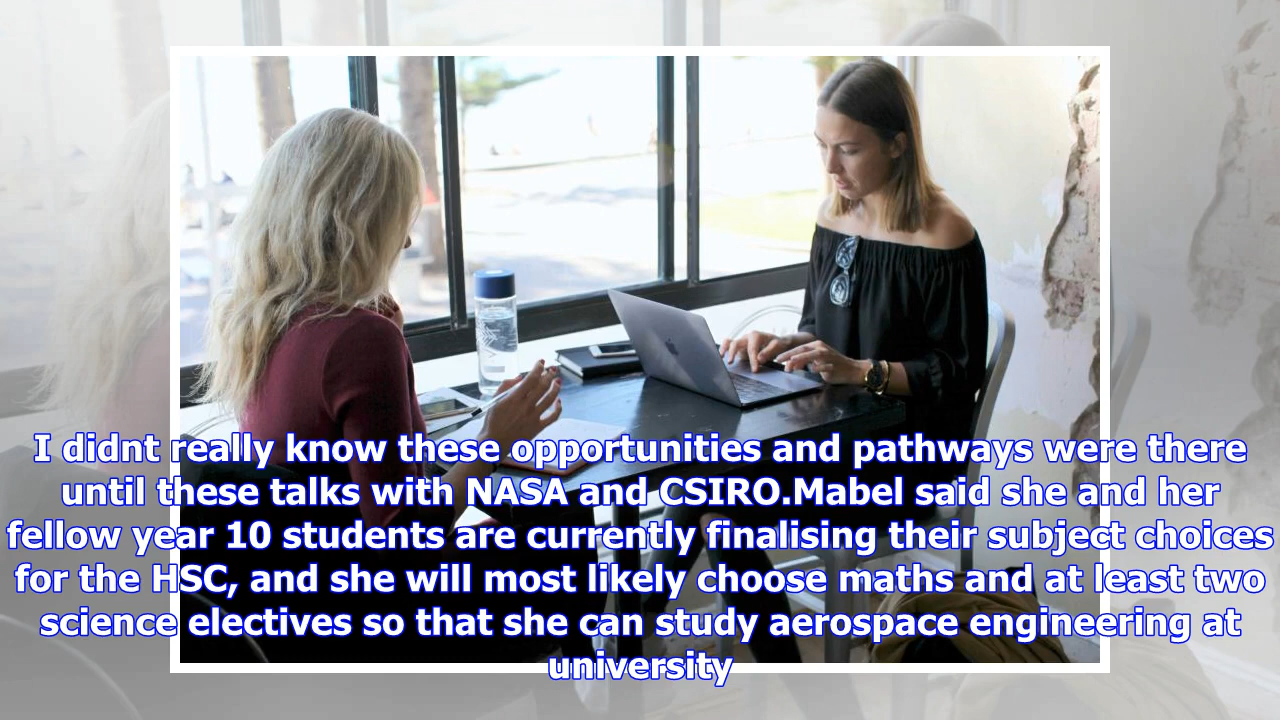 I didnt really know these opportunities and pathways were there
until these talks with NASA and CSIRO.Mabel said she and her
fellow year 10 students are currently finalising their subject choices
for the HSC, and she will most likely choose maths and at least two
science electives so that she can study aerospace engineering at
university